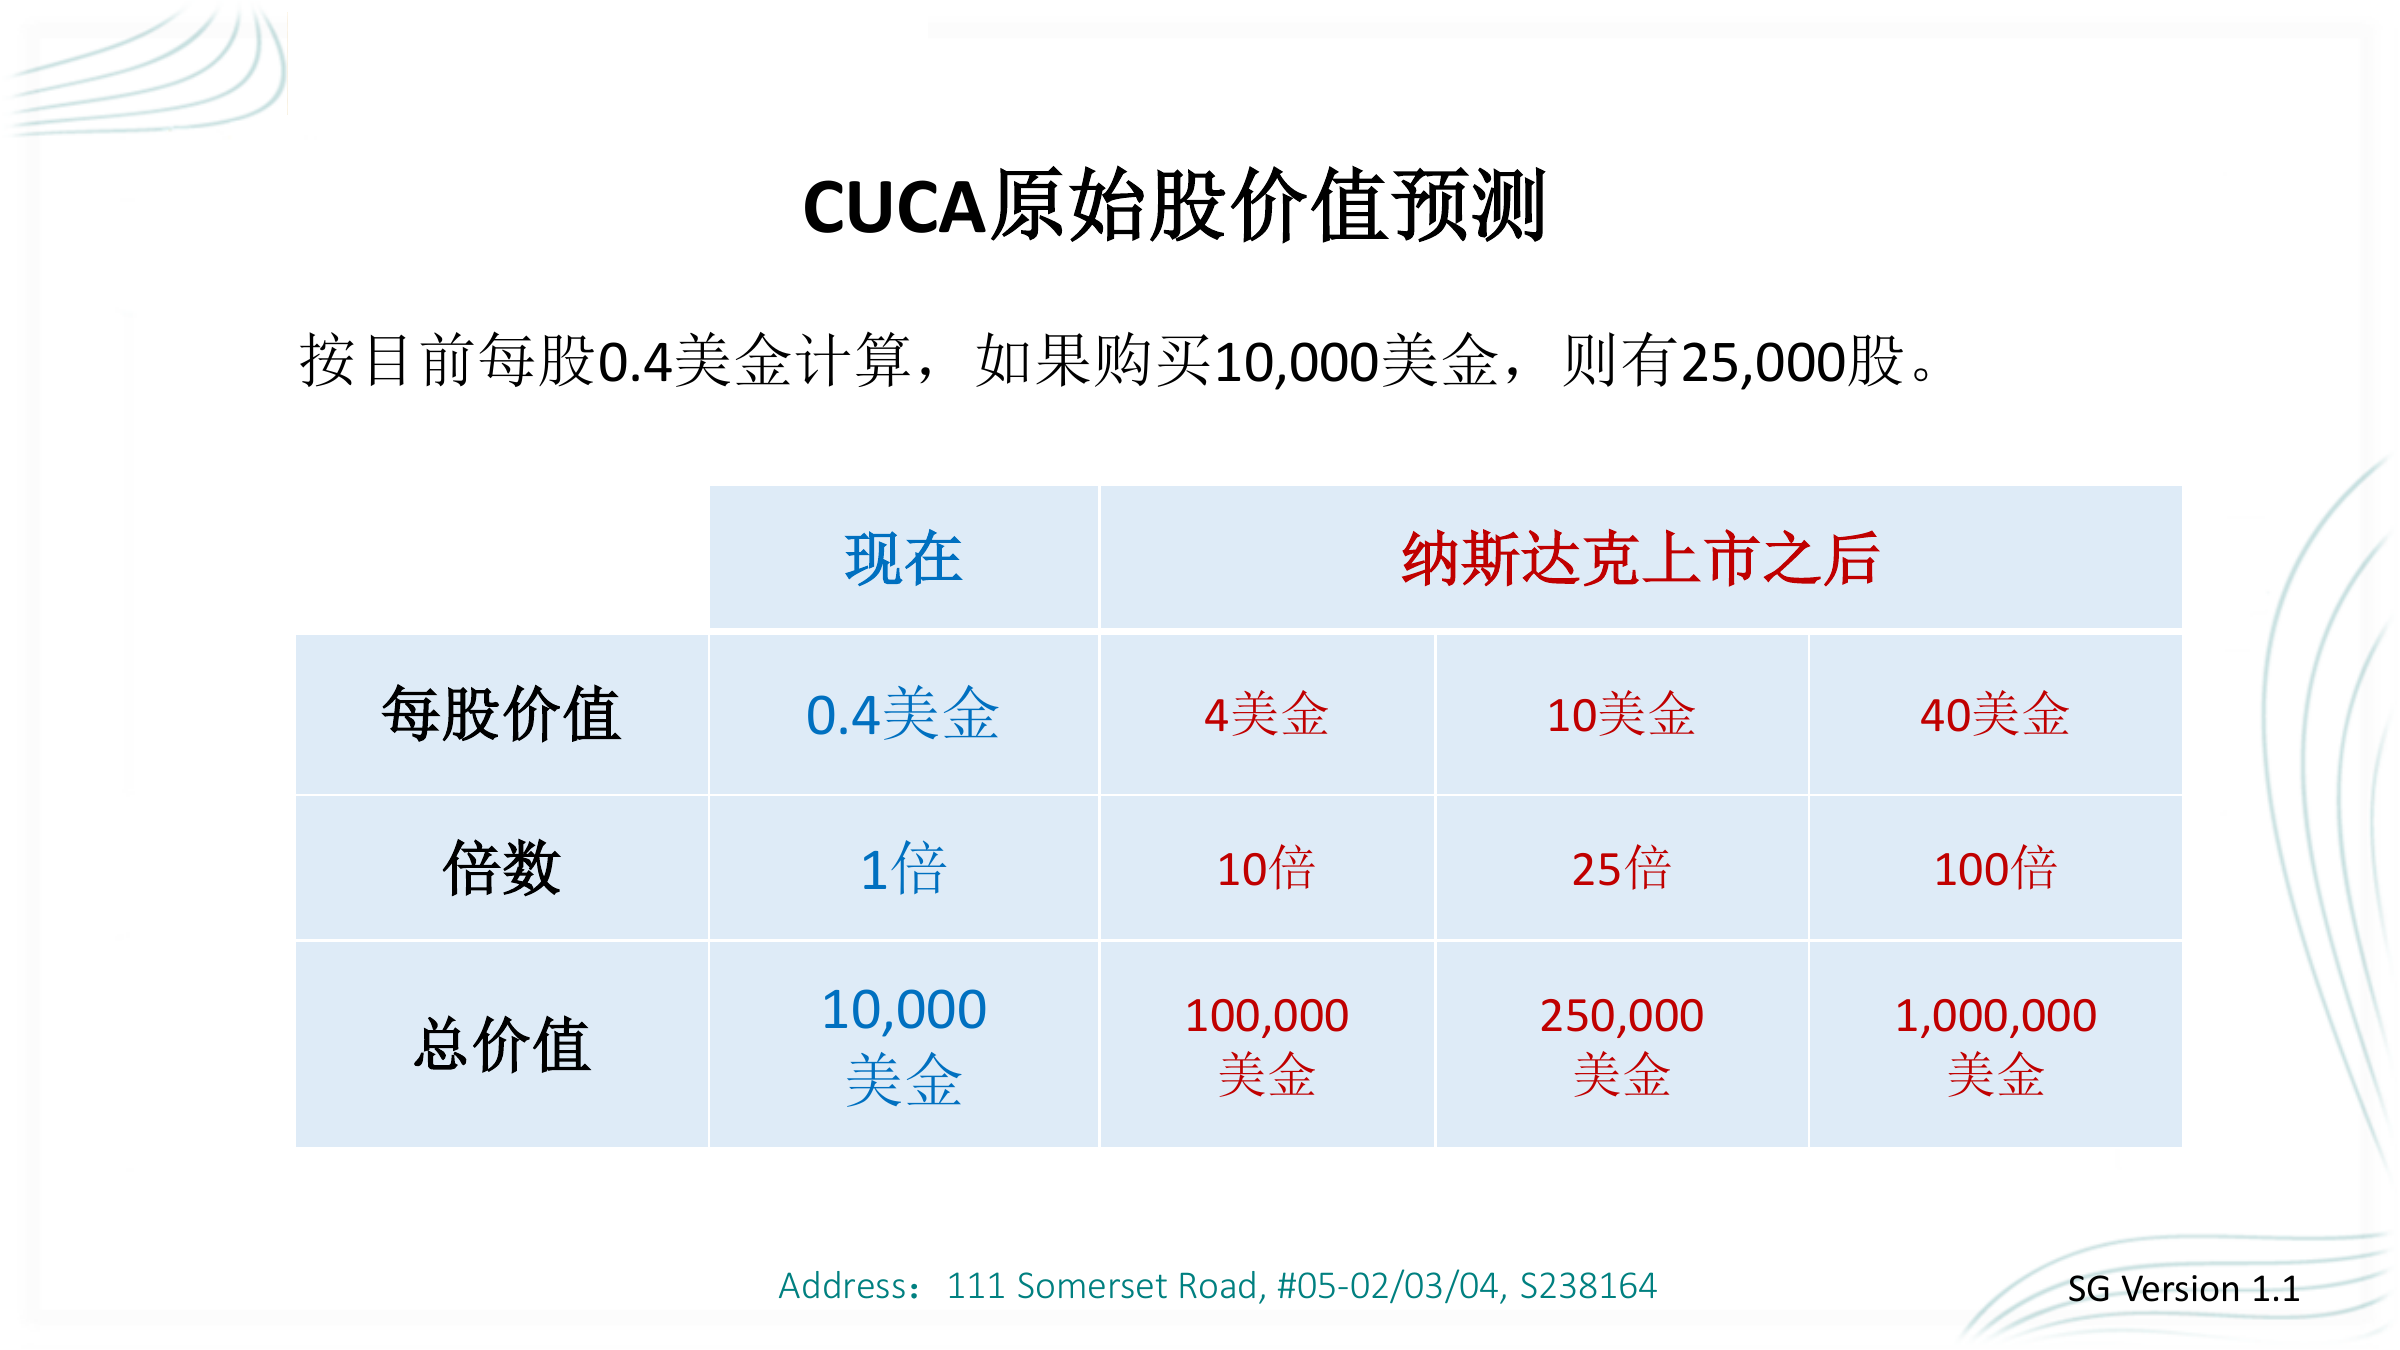 CUCA原始股价值预测
按目前每股0.4美金计算，如果购买10,000美金，则有25,000股。
现在 纳斯达克上市之后
每股价值 0.4美金 4美金 10美金 40美金
倍数 1倍 10倍 25倍 100倍
总价值 10,000 美金 100,000 美金 250,000 美金 1,000,000 美金
Address：111 Somerset Road, #05-02/03/04, S238164
SG Version 1.1